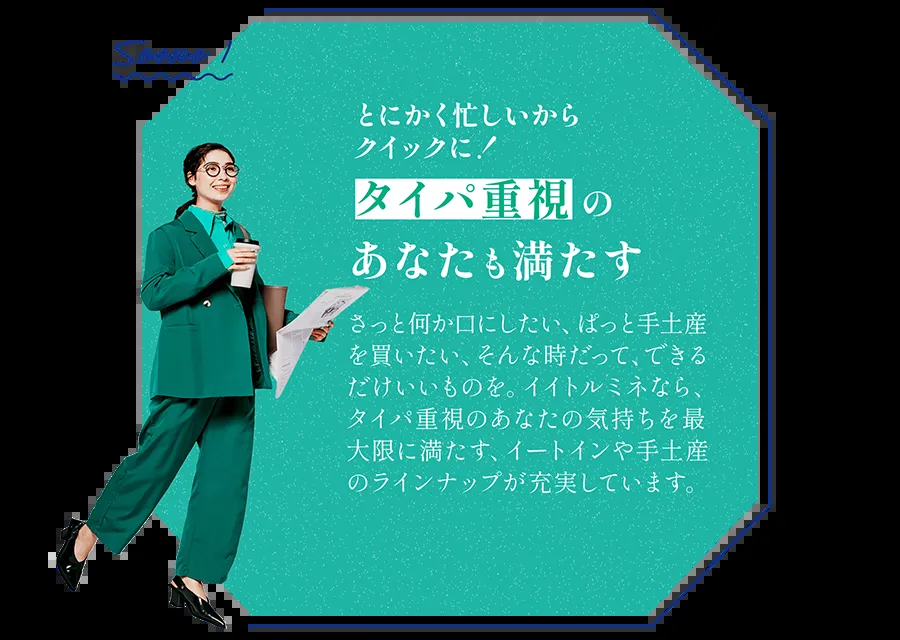 とにかく忙しいから
クイックに！
タイパ重視の
あなたも満たす
さっと何か口にしたい、ぱっと手土産
を買いたい、そんな時だって、できる
だけいいものを。イイトルミネなら、
タイパ重視のあなたの気持ちを最
大限に満たす、イートインや手土産
のラインナップが充実しています。